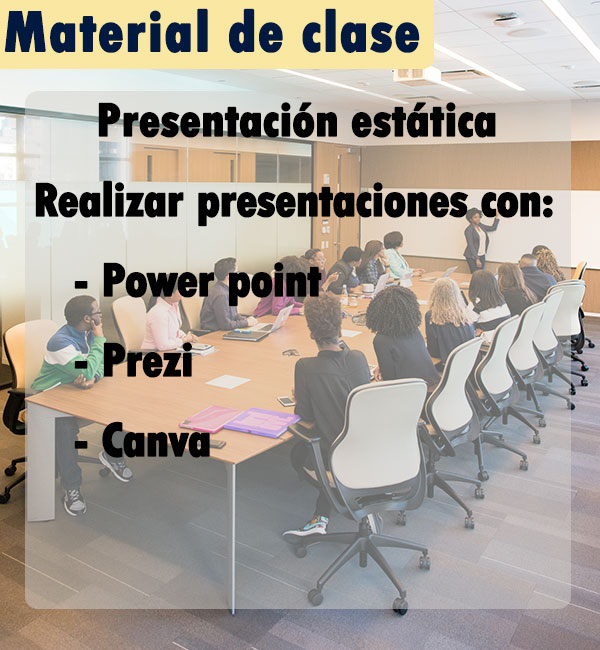 Material de clase
Presentación estática
Realizar presentaciones con:
- Power point
- Prezi
- Canva